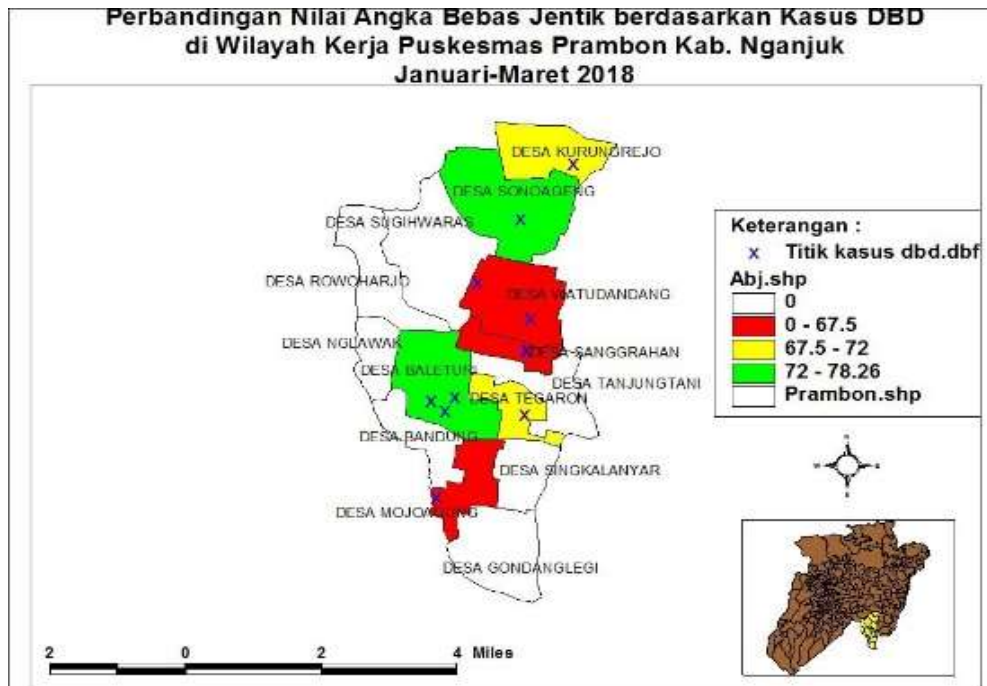 Perbandingan Nilai Angka Bebas Jentik berdasarkan Kasus DBD
di Wilayah Kerja Puskesmas Prambon Kab. Nganjuk
Januari-Maret 2018
DESA KURUNGREJO
DESA SONOAGENG
DESA SUGIHWARAS
DESA ROWOHARJO
DESA WATUDANDANG
DESA NGLAWAK
DESA SANGGRAHAN
DESA BALETURI
DESA TANJUNGTANI
DESA TEGARON
DESA BANDUNG
DESA SINGKALANYAR
DESA MOJOAGUNG
DESA GONDANGLEGI
Keterangan :
x Titik kasus dbd.dbf
Abj.shp
0
0 - 67.5
67.5 - 72
72 - 78.26
Prambon.shp
2 0 2 4 Miles